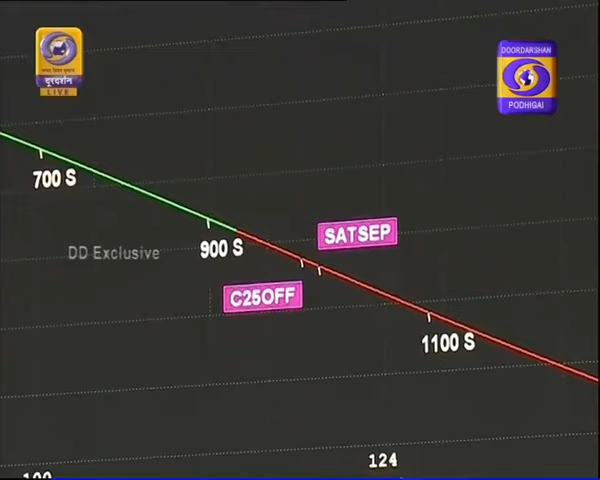 दूरदर्शन
LIVE
DOORDARSHAN
PODHIGAI
700 S
DD Exclusive
900 S
SATSEP
C25OFF
1100 S
124